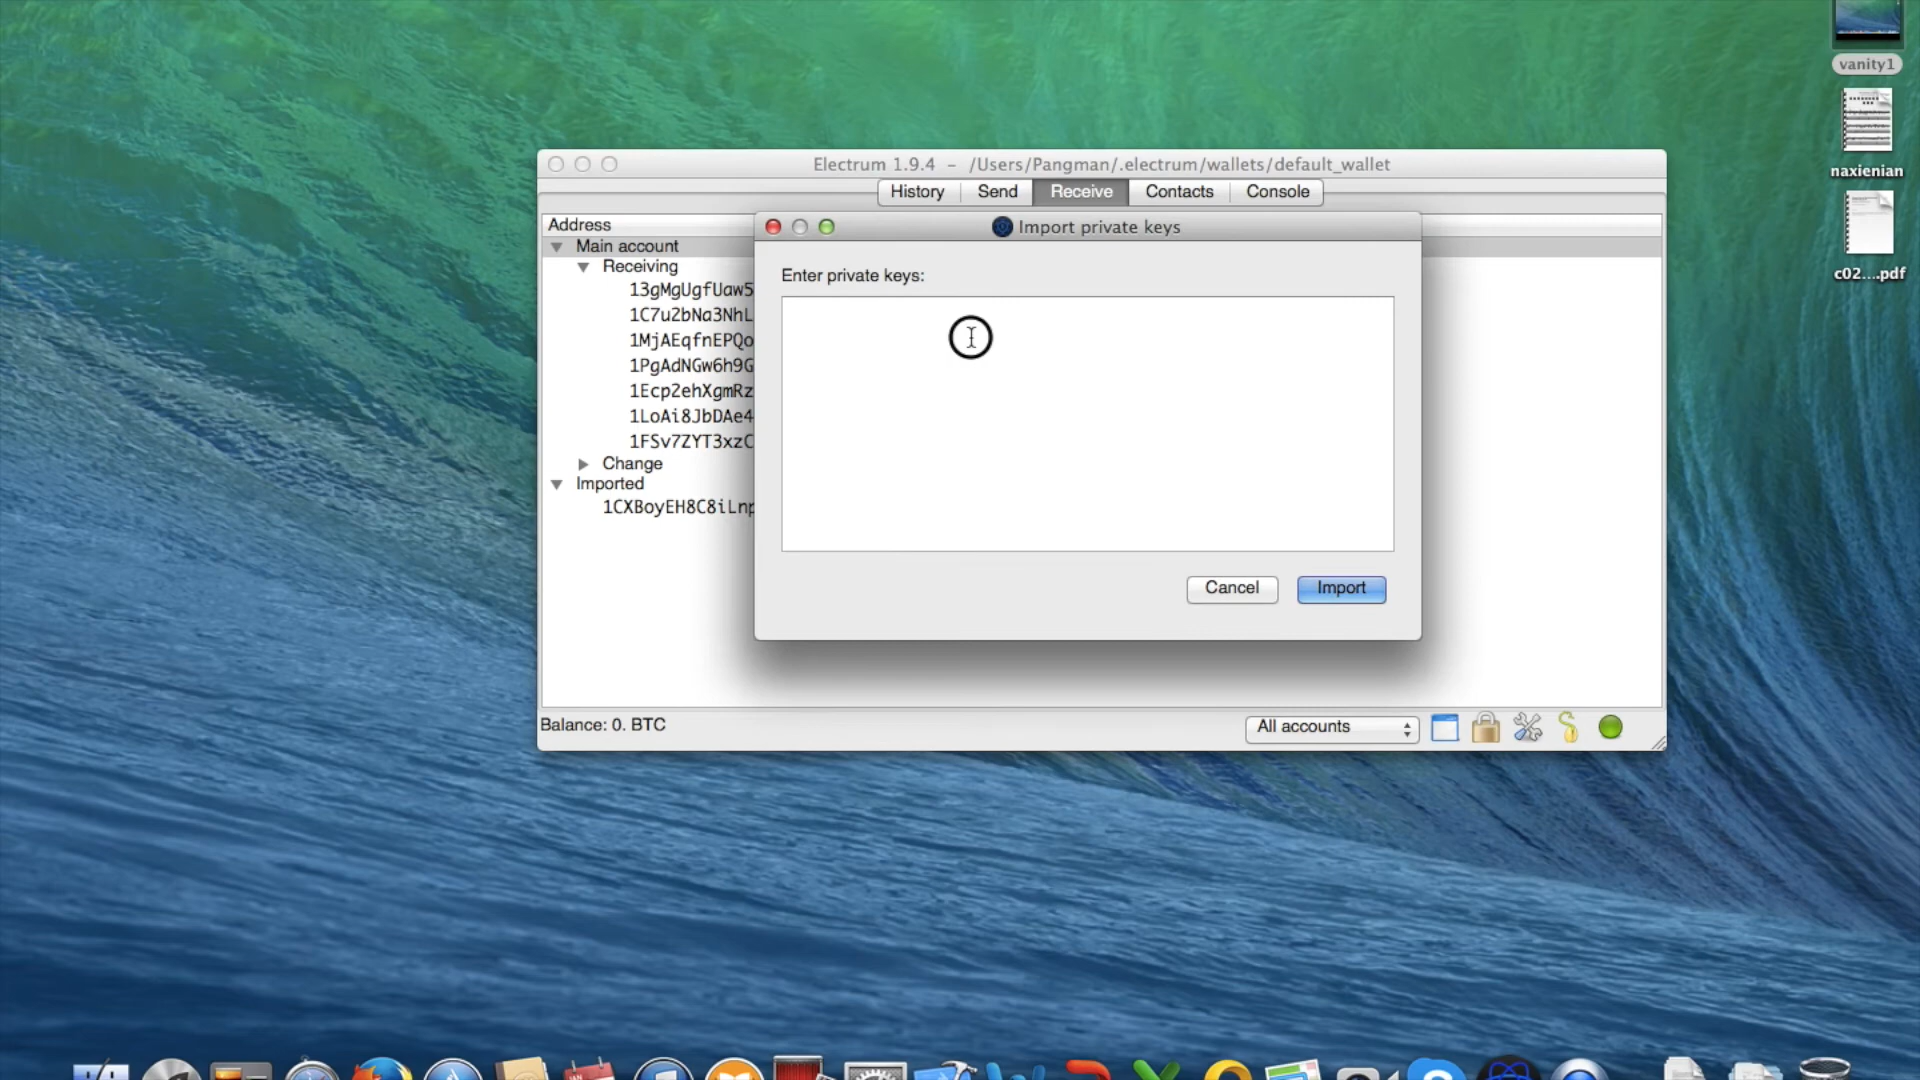 vanity1
naxienian
c02....pdf
Electrum 1.9.4 - /Users/Pangman/.electrum/wallets/default_wallet
History Send Receive Contacts Console
Address
Import private keys
Main account
Enter private keys:
Receiving
13gMgUgfUaw5
1C7u2bNa3NhL
1MjAEqfnEPQo
1PgAdNGw6h9G
1Ecp2ehXgmRz
1LoAi8JbDAe4
1FSv7ZYT3xzC
Change
Imported
1CXBoyEH8C8iLnp
Cancel Import
Balance: 0. BTC
All accounts